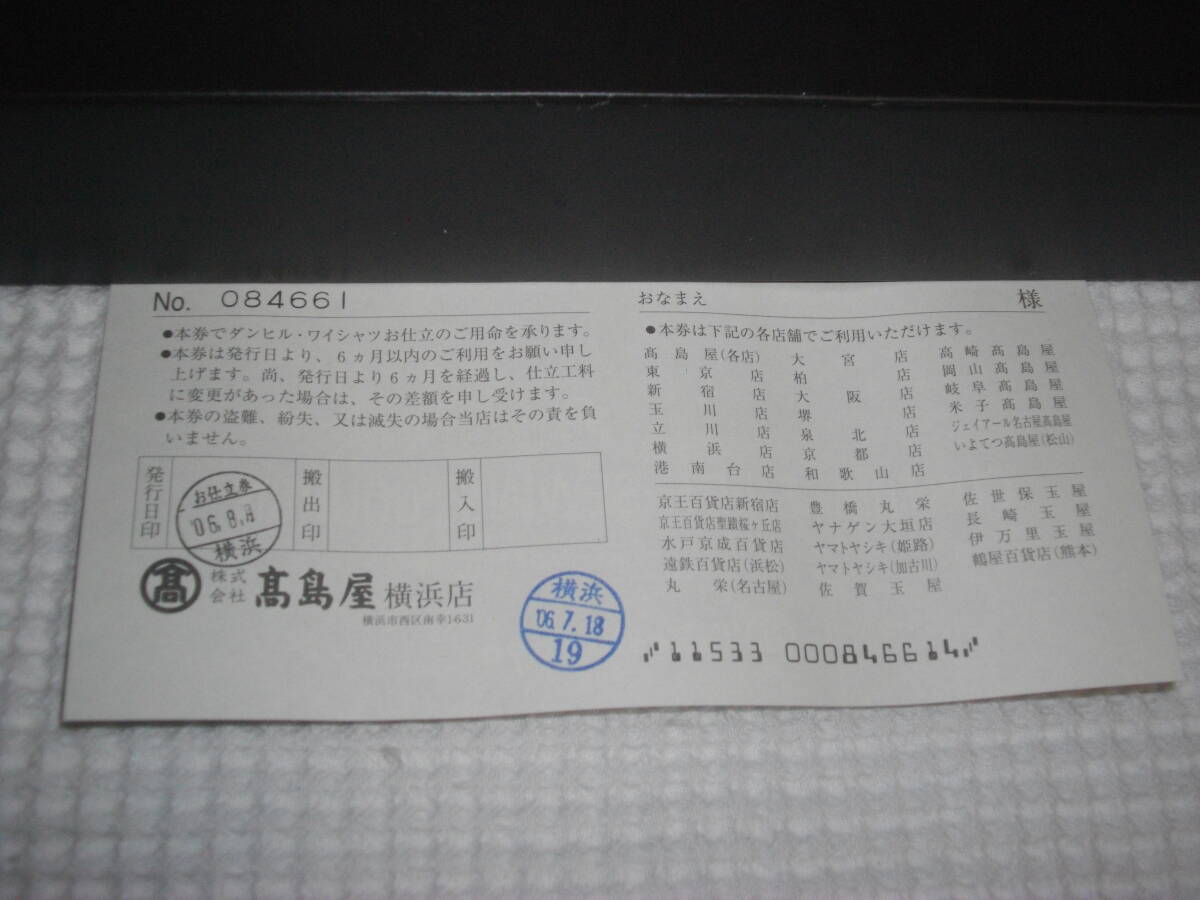 No. 084661
●本券でダンヒル・ワイシャツお仕立のご用命を承ります。
●本券は発行日より、6ヵ月以内のご利用をお願い申し
上げます。尚、発行日より6ヵ月を経過し、仕立工料
に変更があった場合は、その差額を申し受けます。
●本券の盗難、紛失、又は滅失の場合当店はその責を負
いません。
発行日印
お仕立券
'06.8.
横浜
搬出印
搬入印
髙
株式会社 髙島屋 横浜店
横浜市西区南幸1-6-31
横浜
'06.7.18
19
おなまえ 様
●本券は下記の各店舗でご利用いただけます。
髙島屋(各店) 大宮店 高崎髙島屋
東京店 柏店 岡山髙島屋
新宿店 大阪店 岐阜髙島屋
玉川店 堺店 米子髙島屋
立川店 泉北店 ジェイアール名古屋髙島屋
横浜店 京都店 いよてつ髙島屋(松山)
港南台店 和歌山店
京王百貨店新宿店 豊橋丸栄 佐世保玉屋
京王百貨店聖蹟桜ヶ丘店 ヤナゲン大垣店 長崎玉屋
水戸京成百貨店 ヤマトヤシキ(姫路) 伊万里玉屋
遠鉄百貨店(浜松) ヤマトヤシキ(加古川) 鶴屋百貨店(熊本)
丸栄(名古屋) 佐賀玉屋
11533 000846614